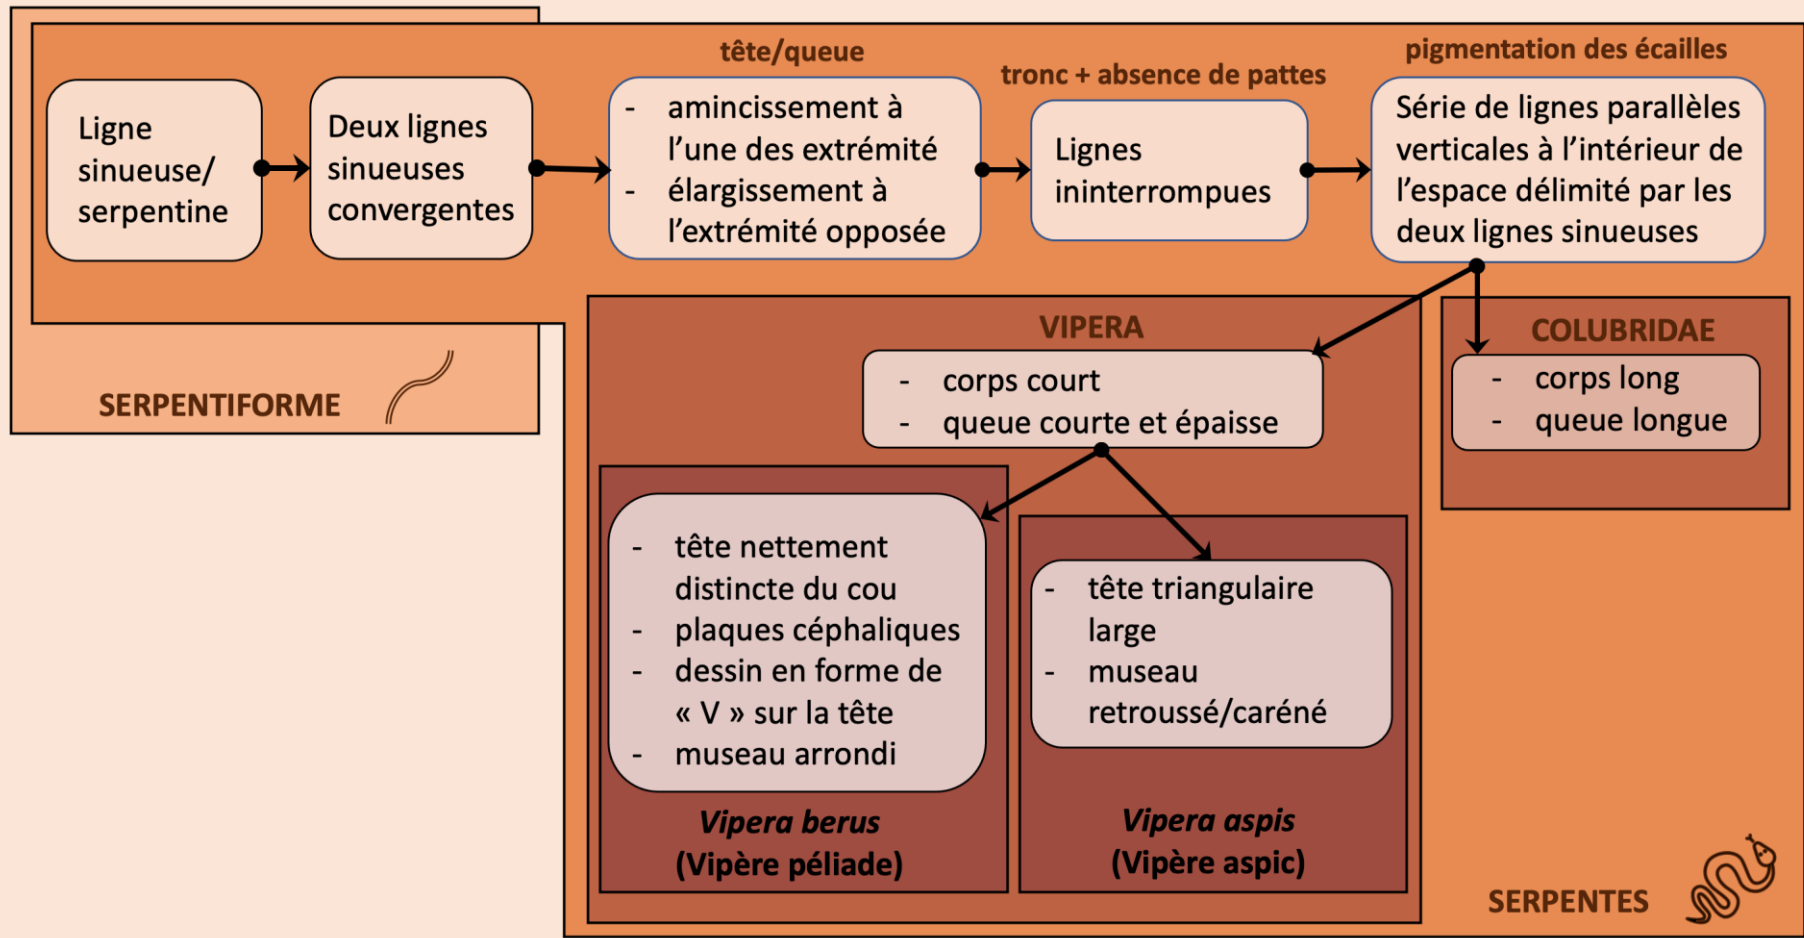 tête/queue
tronc + absence de pattes
pigmentation des écailles
Ligne
sinueuse/
serpentine
Deux lignes
sinueuses
convergentes
- amincissement à
l’une des extrémité
- élargissement à
l’extrémité opposée
Lignes
ininterrompues
Série de lignes parallèles
verticales à l’intérieur de
l’espace délimité par les
deux lignes sinueuses
SERPENTIFORME
VIPERA
- corps court
- queue courte et épaisse
COLUBRIDAE
- corps long
- queue longue
- tête nettement
distincte du cou
- plaques céphaliques
- dessin en forme de
« V » sur la tête
- museau arrondi
Vipera berus
(Vipère péliade)
- tête triangulaire
large
- museau
retroussé/caréné
Vipera aspis
(Vipère aspic)
SERPENTES